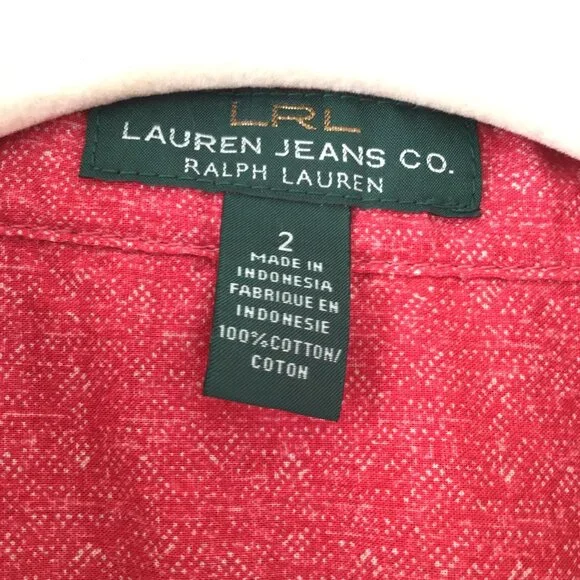 LRL
LAUREN JEANS CO.
RALPH LAUREN
2
MADE IN
INDONESIA
FABRIQUE EN
INDONESIE
100%COTTON/
COTON